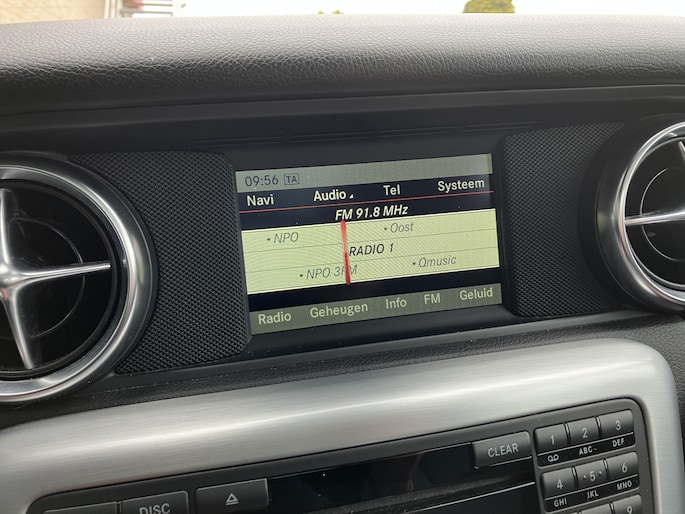 09:56 TA
Navi Audio Tel Systeem
FM 91.8 MHz
• NPO • Oost
RADIO 1
• NPO 3FM • Qmusic
Radio Geheugen Info FM Geluid
CLEAR 1 2 ABC 3 DEF
4 GHI 5 JKL 6 MNO
DISC